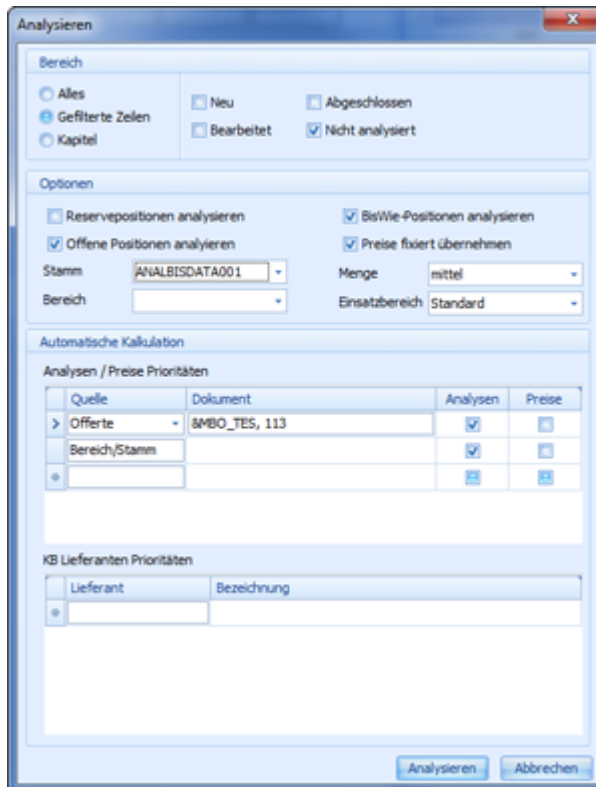 Analysieren
Bereich
Alles
Neu
Abgeschlossen
Gefilterte Zeilen
Bearbeitet
Nicht analysiert
Kapitel
Optionen
Reservepositionen analysieren
BisWie-Positionen analysieren
Offene Positionen analyieren
Preise fixiert übernehmen
Stamm ANALBISDATA001
Menge mittel
Bereich
Einsatzbereich Standard
Automatische Kalkulation
Analysen / Preise Prioritäten
Quelle Dokument Analysen Preise
Offerte &MBO_TES, 113
Bereich/Stamm
KB Lieferanten Prioritäten
Lieferant Bezeichnung
Analysieren Abbrechen